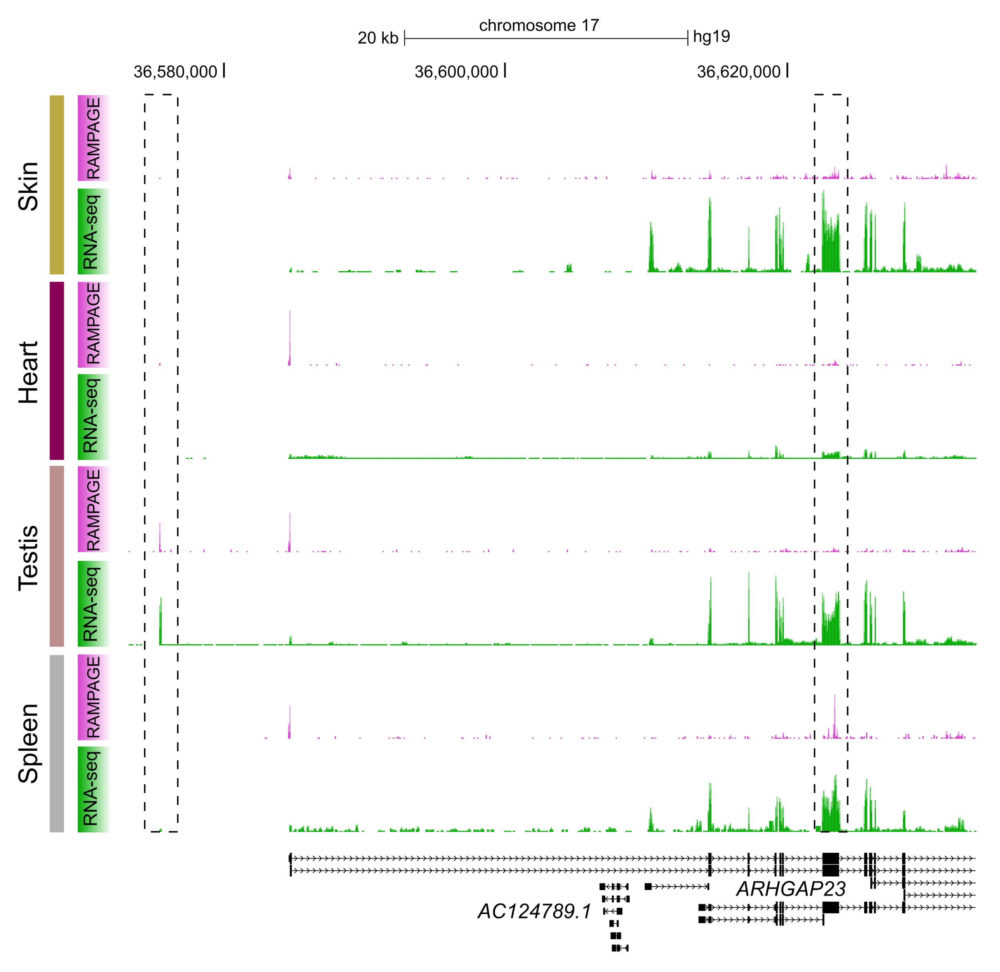 chromosome 17
20 kb hg19
36,580,000 36,600,000 36,620,000
Skin
RAMPAGE
RNA-seq
Heart
RAMPAGE
RNA-seq
Testis
RAMPAGE
RNA-seq
Spleen
RAMPAGE
RNA-seq
ARHGAP23
AC124789.1